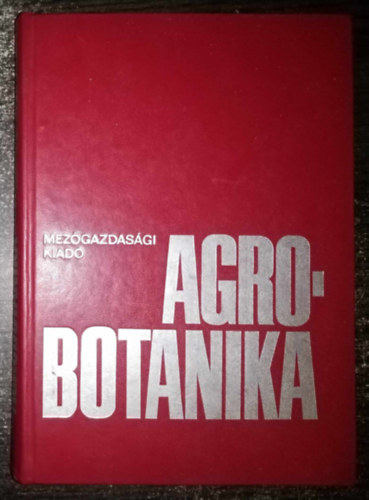 MEZŐGAZDASÁGI
KIADÓ
AGRO-
BOTANIKA